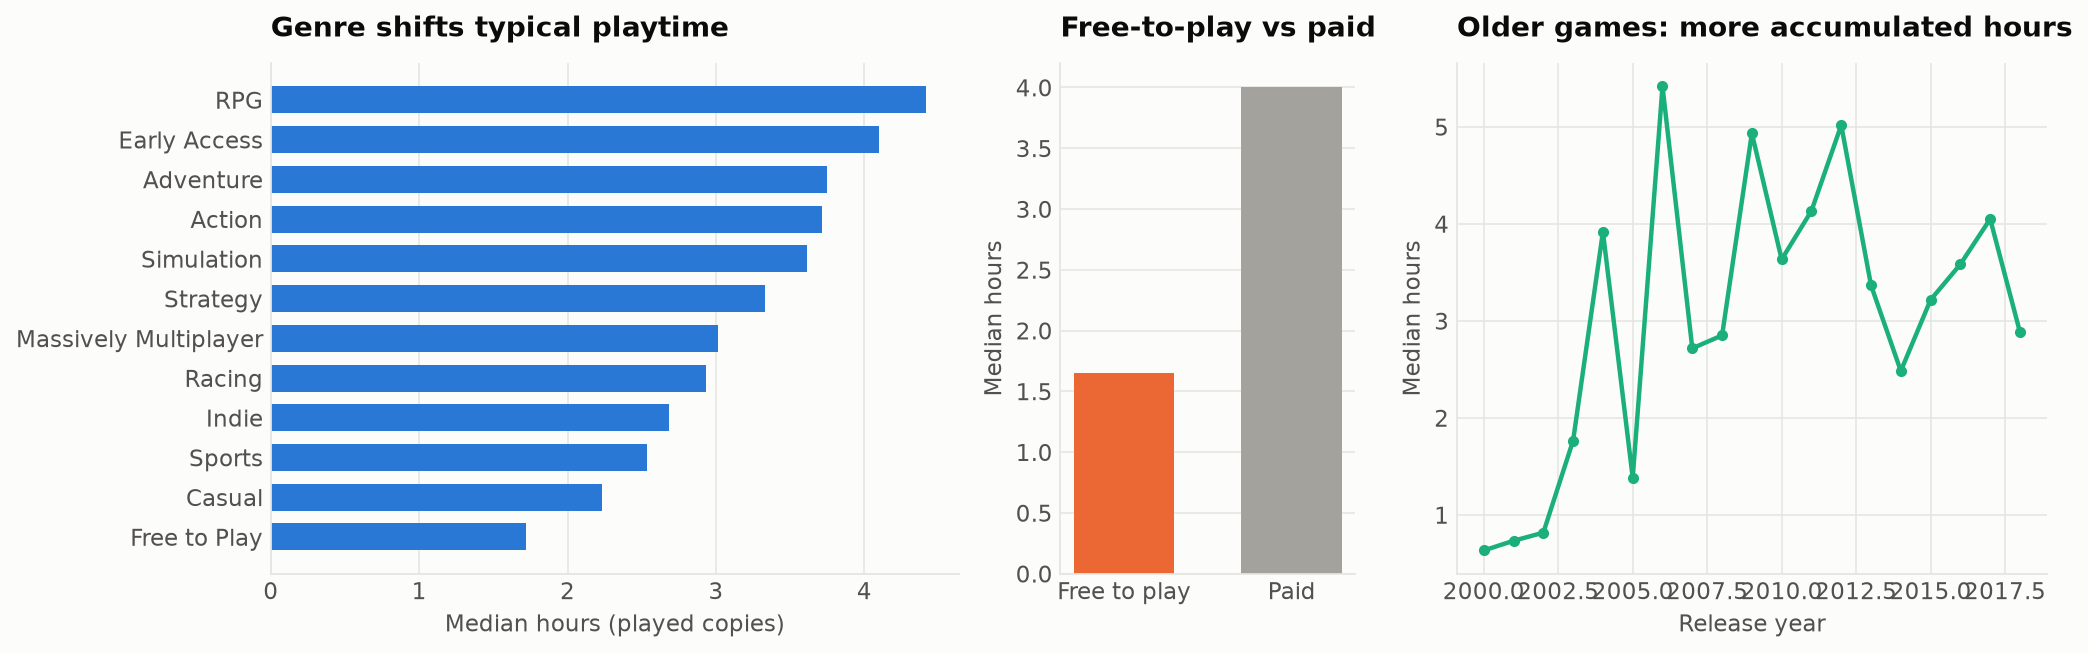 Genre shifts typical playtime
RPG
Early Access
Adventure
Action
Simulation
Strategy
Massively Multiplayer
Racing
Indie
Sports
Casual
Free to Play
0 1 2 3 4
Median hours (played copies)
Free-to-play vs paid
Median hours
4.0
3.5
3.0
2.5
2.0
1.5
1.0
0.5
0.0
Free to play Paid
Older games: more accumulated hours
Median hours
5
4
3
2
1
2000.0 2002.5 2005.0 2007.5 2010.0 2012.5 2015.0 2017.5
Release year